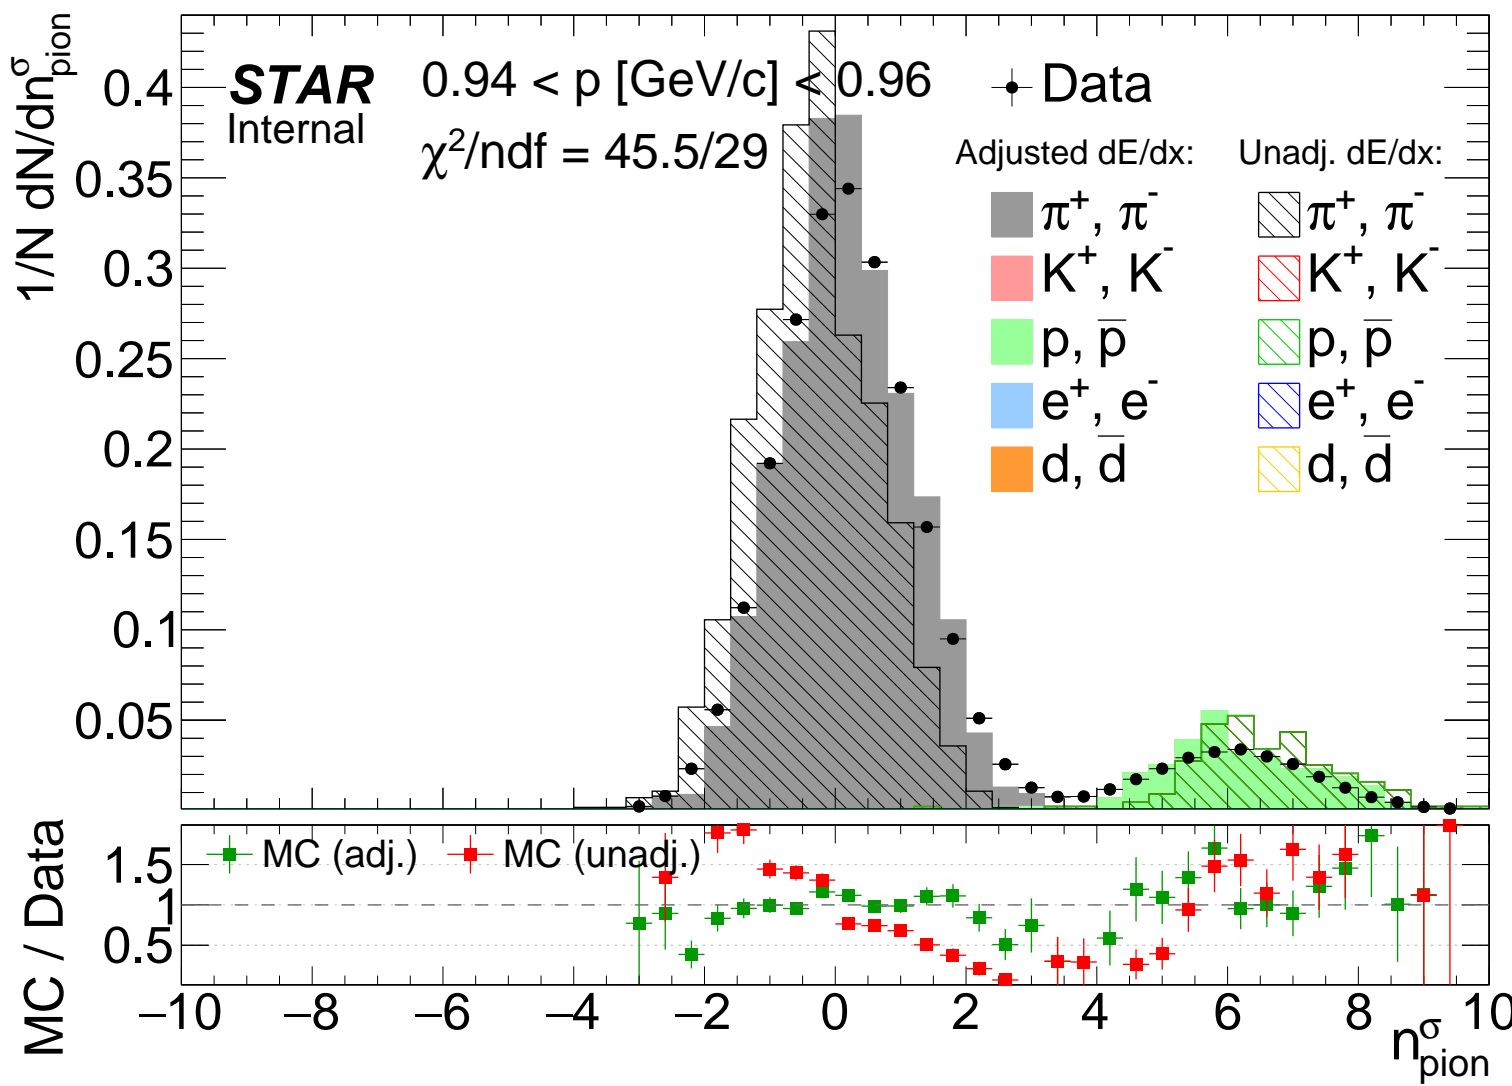 1/N dN/dn^σ_pion
STAR
Internal
0.94 < p [GeV/c] < 0.96
χ²/ndf = 45.5/29
Data
Adjusted dE/dx:
π⁺, π⁻
K⁺, K⁻
p, p̅
e⁺, e⁻
d, d̅
Unadj. dE/dx:
π⁺, π⁻
K⁺, K⁻
p, p̅
e⁺, e⁻
d, d̅
0.4
0.35
0.3
0.25
0.2
0.15
0.1
0.05
MC / Data
MC (adj.)
MC (unadj.)
1.5
1
0.5
−10 −8 −6 −4 −2 0 2 4 6 8 10
n^σ_pion